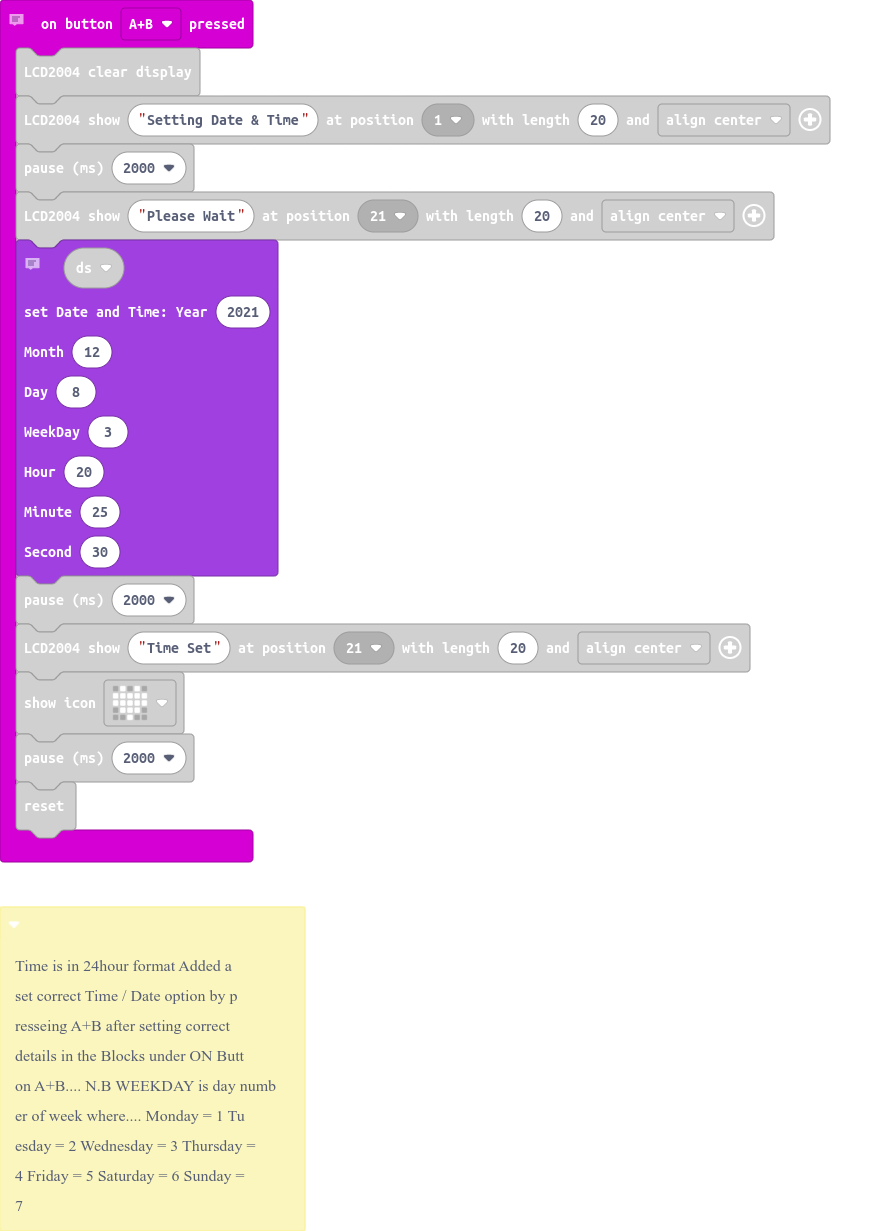 on button A+B pressed
LCD2004 clear display
LCD2004 show "Setting Date & Time" at position 1 with length 20 and align center
pause (ms) 2000
LCD2004 show "Please Wait" at position 21 with length 20 and align center
ds
set Date and Time: Year 2021
Month 12
Day 8
WeekDay 3
Hour 20
Minute 25
Second 30
pause (ms) 2000
LCD2004 show "Time Set" at position 21 with length 20 and align center
show icon
pause (ms) 2000
reset
Time is in 24hour format Added a
set correct Time / Date option by p
resseing A+B after setting correct
details in the Blocks under ON Butt
on A+B.... N.B WEEKDAY is day numb
er of week where.... Monday = 1 Tu
esday = 2 Wednesday = 3 Thursday =
4 Friday = 5 Saturday = 6 Sunday =
7